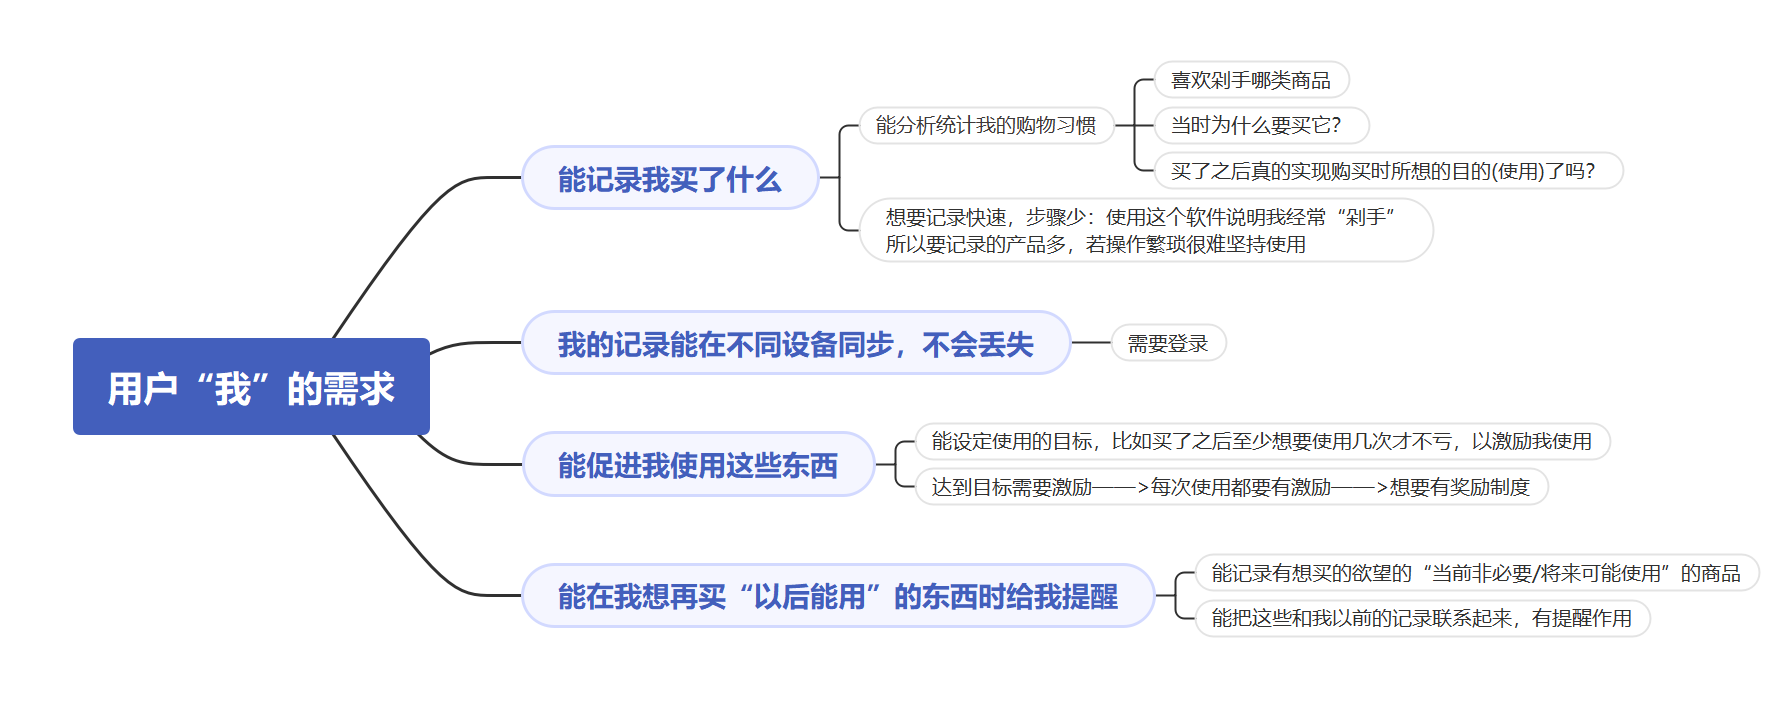 用户“我”的需求
能记录我买了什么
能分析统计我的购物习惯
喜欢剁手哪类商品
当时为什么要买它？
买了之后真的实现购买时所想的目的(使用)了吗？
想要记录快速，步骤少：使用这个软件说明我经常“剁手”
所以要记录的产品多，若操作繁琐很难坚持使用
我的记录能在不同设备同步，不会丢失
需要登录
能促进我使用这些东西
能设定使用的目标，比如买了之后至少想要使用几次才不亏，以激励我使用
达到目标需要激励——>每次使用都要有激励——>想要有奖励制度
能在我想再买“以后能用”的东西时给我提醒
能记录有想买的欲望的“当前非必要/将来可能使用”的商品
能把这些和我以前的记录联系起来，有提醒作用